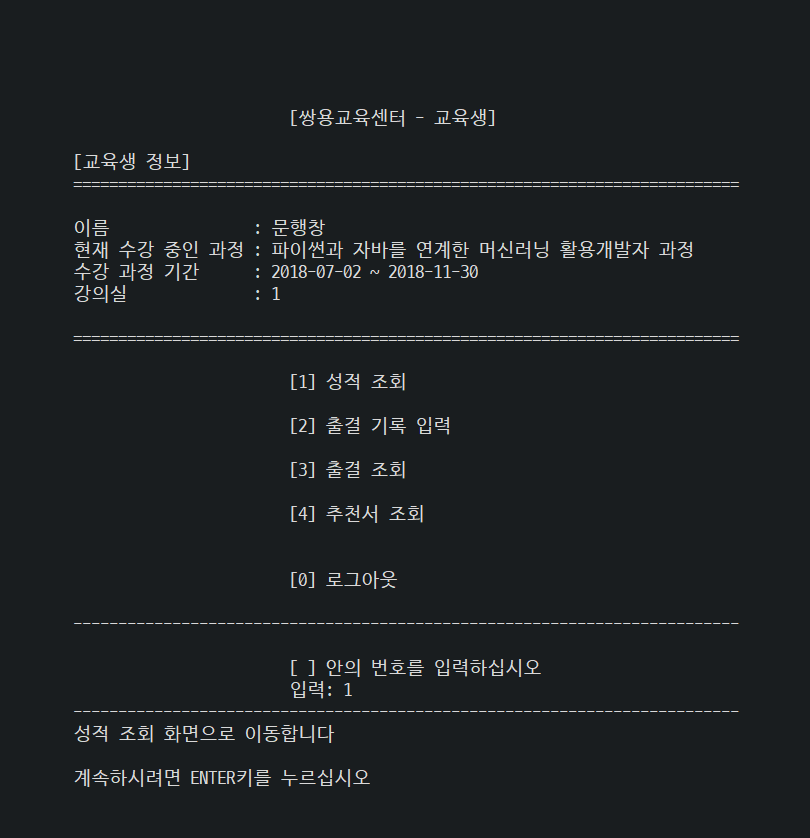 [쌍용교육센터 - 교육생]
[교육생 정보]
==========================================================================
이름 : 문행창
현재 수강 중인 과정 : 파이썬과 자바를 연계한 머신러닝 활용개발자 과정
수강 과정 기간 : 2018-07-02 ~ 2018-11-30
강의실 : 1
==========================================================================
[1] 성적 조회
[2] 출결 기록 입력
[3] 출결 조회
[4] 추천서 조회
[0] 로그아웃
--------------------------------------------------------------------------
[ ] 안의 번호를 입력하십시오
입력: 1
--------------------------------------------------------------------------
성적 조회 화면으로 이동합니다
계속하시려면 ENTER키를 누르십시오